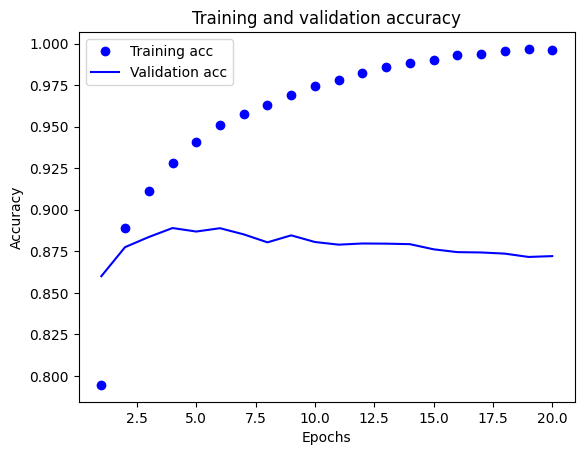 Training and validation accuracy
Training acc
Validation acc
1.000
0.975
0.950
0.925
0.900
0.875
0.850
0.825
0.800
Accuracy
2.5 5.0 7.5 10.0 12.5 15.0 17.5 20.0
Epochs